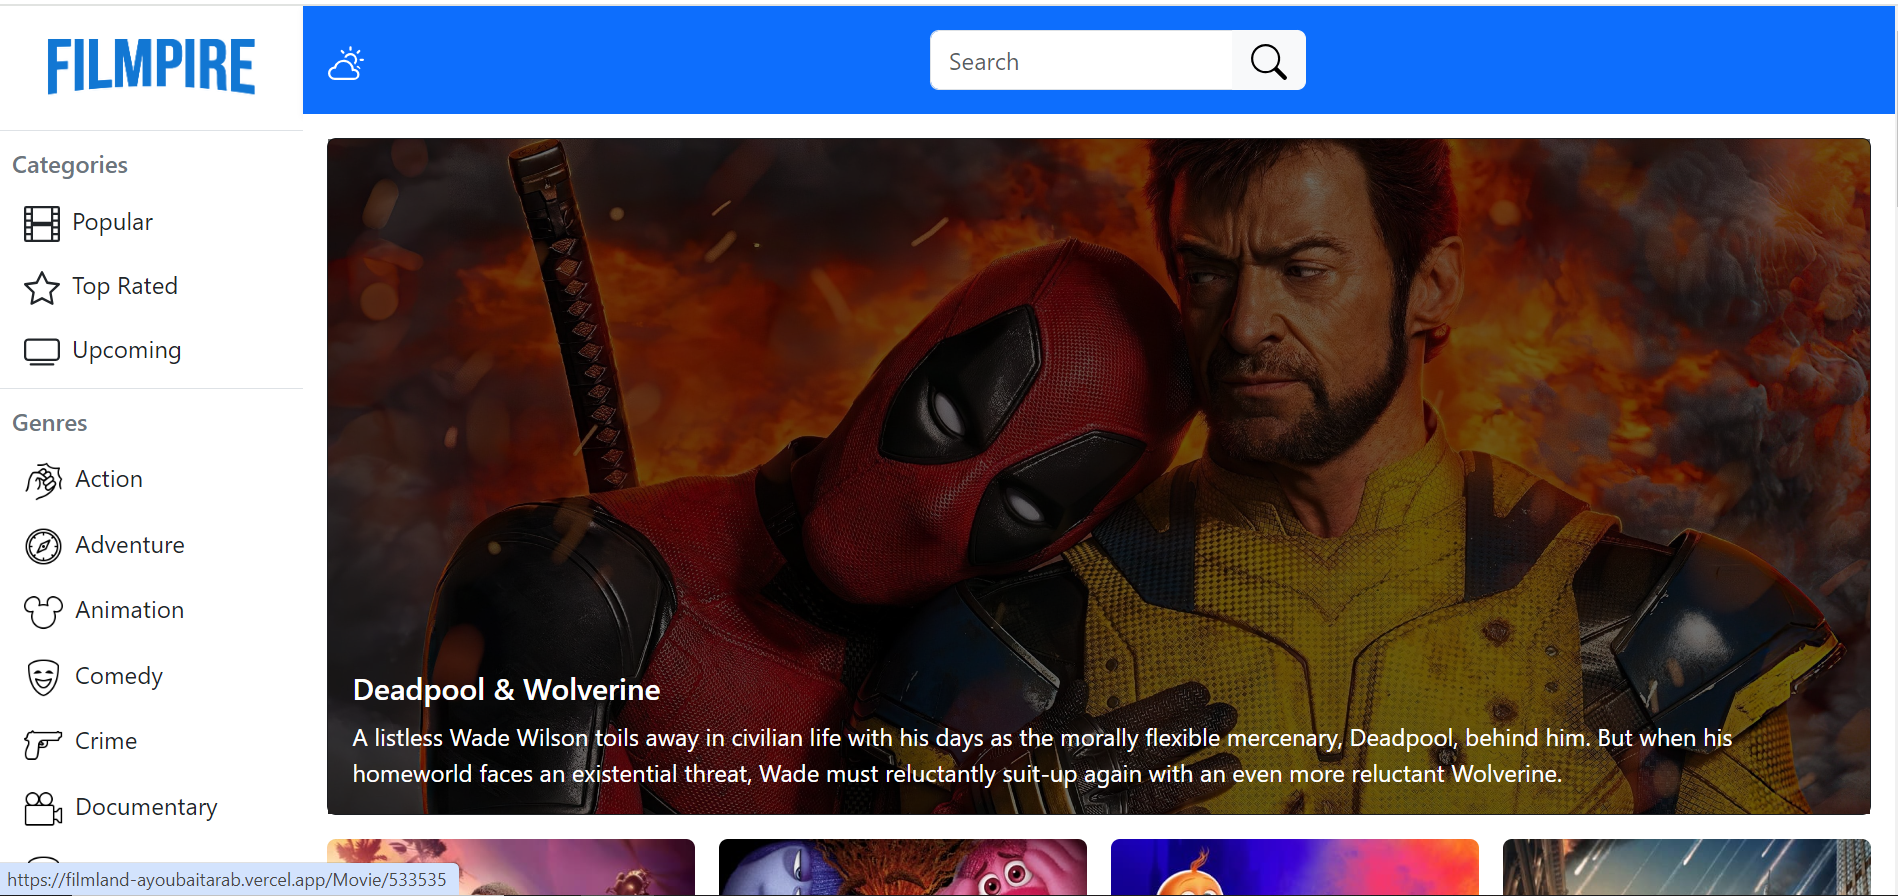 FILMPIRE
Search
Categories
Popular
Top Rated
Upcoming
Genres
Action
Adventure
Animation
Comedy
Crime
Documentary
Deadpool & Wolverine
A listless Wade Wilson toils away in civilian life with his days as the morally flexible mercenary, Deadpool, behind him. But when his
homeworld faces an existential threat, Wade must reluctantly suit-up again with an even more reluctant Wolverine.
https://filmland-ayoubaitarab.vercel.app/Movie/533535